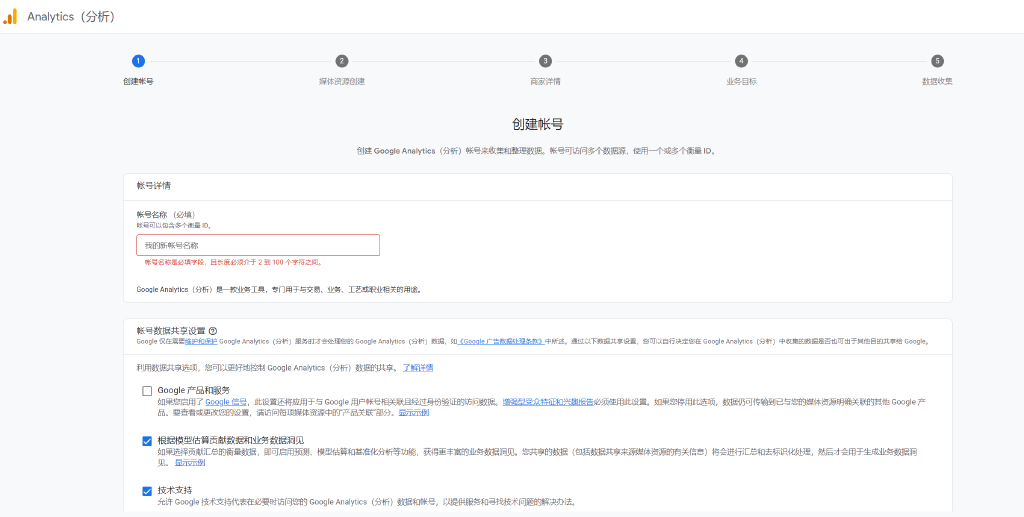 Analytics（分析）
1 2 3 4 5
创建帐号 媒体资源创建 商家详情 业务目标 数据收集
创建帐号
创建 Google Analytics（分析）帐号来收集和整理数据。帐号可访问多个数据源，使用一个或多个衡量 ID。
帐号详情
帐号名称 （必填）
帐号可以包含多个衡量 ID。
我的新帐号名称
帐号名称是必填字段，且长度必须介于 2 到 100 个字符之间。
Google Analytics（分析）是一款业务工具，专门用于与交易、业务、工艺或职业相关的用途。
帐号数据共享设置
Google 仅在需要维护和保护 Google Analytics（分析）服务时才会处理您的 Google Analytics（分析）数据，如《Google 广告数据处理条款》中所述。通过以下数据共享设置，您可以自行决定您在 Google Analytics（分析）中收集的数据是否也可出于其他目的共享给 Google。
利用数据共享选项，您可以更好地控制 Google Analytics（分析）数据的共享。 了解详情
Google 产品和服务
如果您启用了 Google 信号，此设置还将应用于与 Google 用户帐号相关联且经过身份验证的访问数据。增强型受众特征和兴趣报告必须使用此设置。如果您停用此选项，数据仍可传输到已与您的媒体资源明确关联的其他 Google 产
品。要查看或更改您的设置，请访问每项媒体资源中的“产品关联”部分。显示示例
根据模型估算贡献数据和业务数据洞见
如果选择贡献汇总的衡量数据，即可启用预测、模型估算和基准化分析等功能，获得更丰富的业务数据洞见。您共享的数据（包括数据共享来源媒体资源的有关信息）将会进行汇总和去标识化处理，然后才会用于生成业务数据洞
见。 显示示例
技术支持
允许 Google 技术支持代表在必要时访问您的 Google Analytics（分析）数据和帐号，以提供服务和寻找技术问题的解决办法。